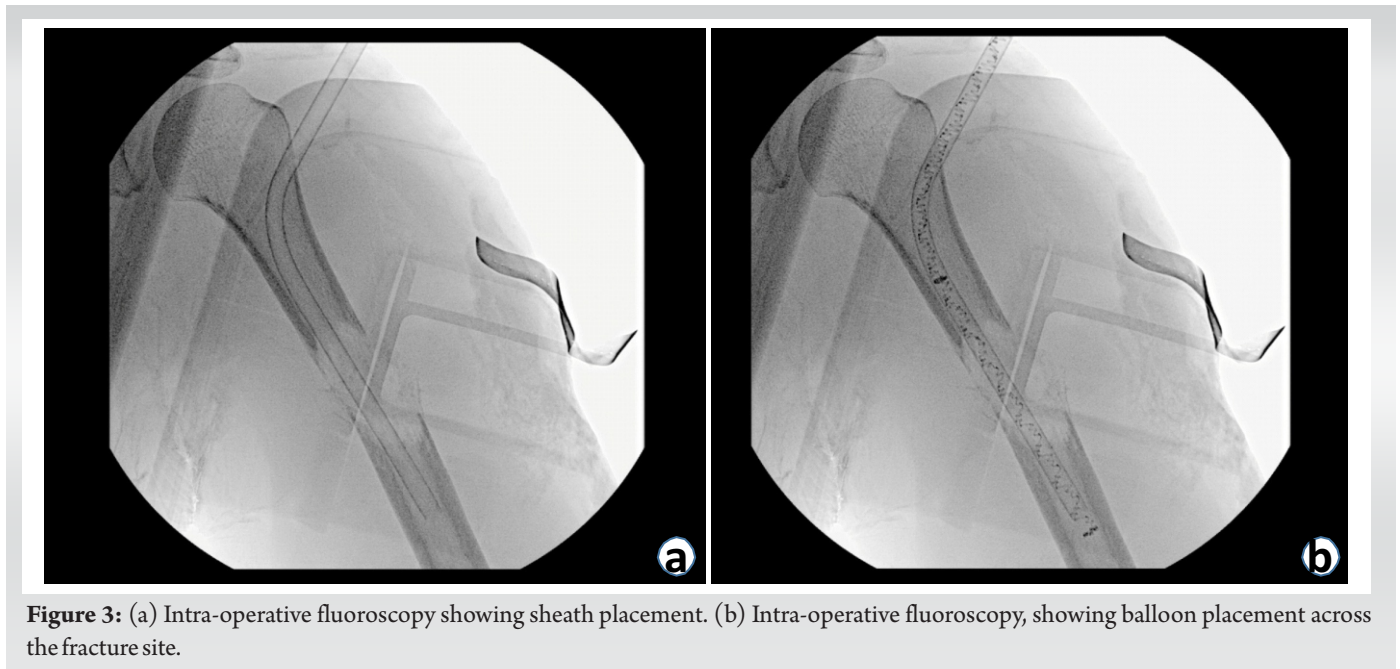 a
b
Figure 3: (a) Intra-operative fluoroscopy showing sheath placement. (b) Intra-operative fluoroscopy, showing balloon placement across
the fracture site.